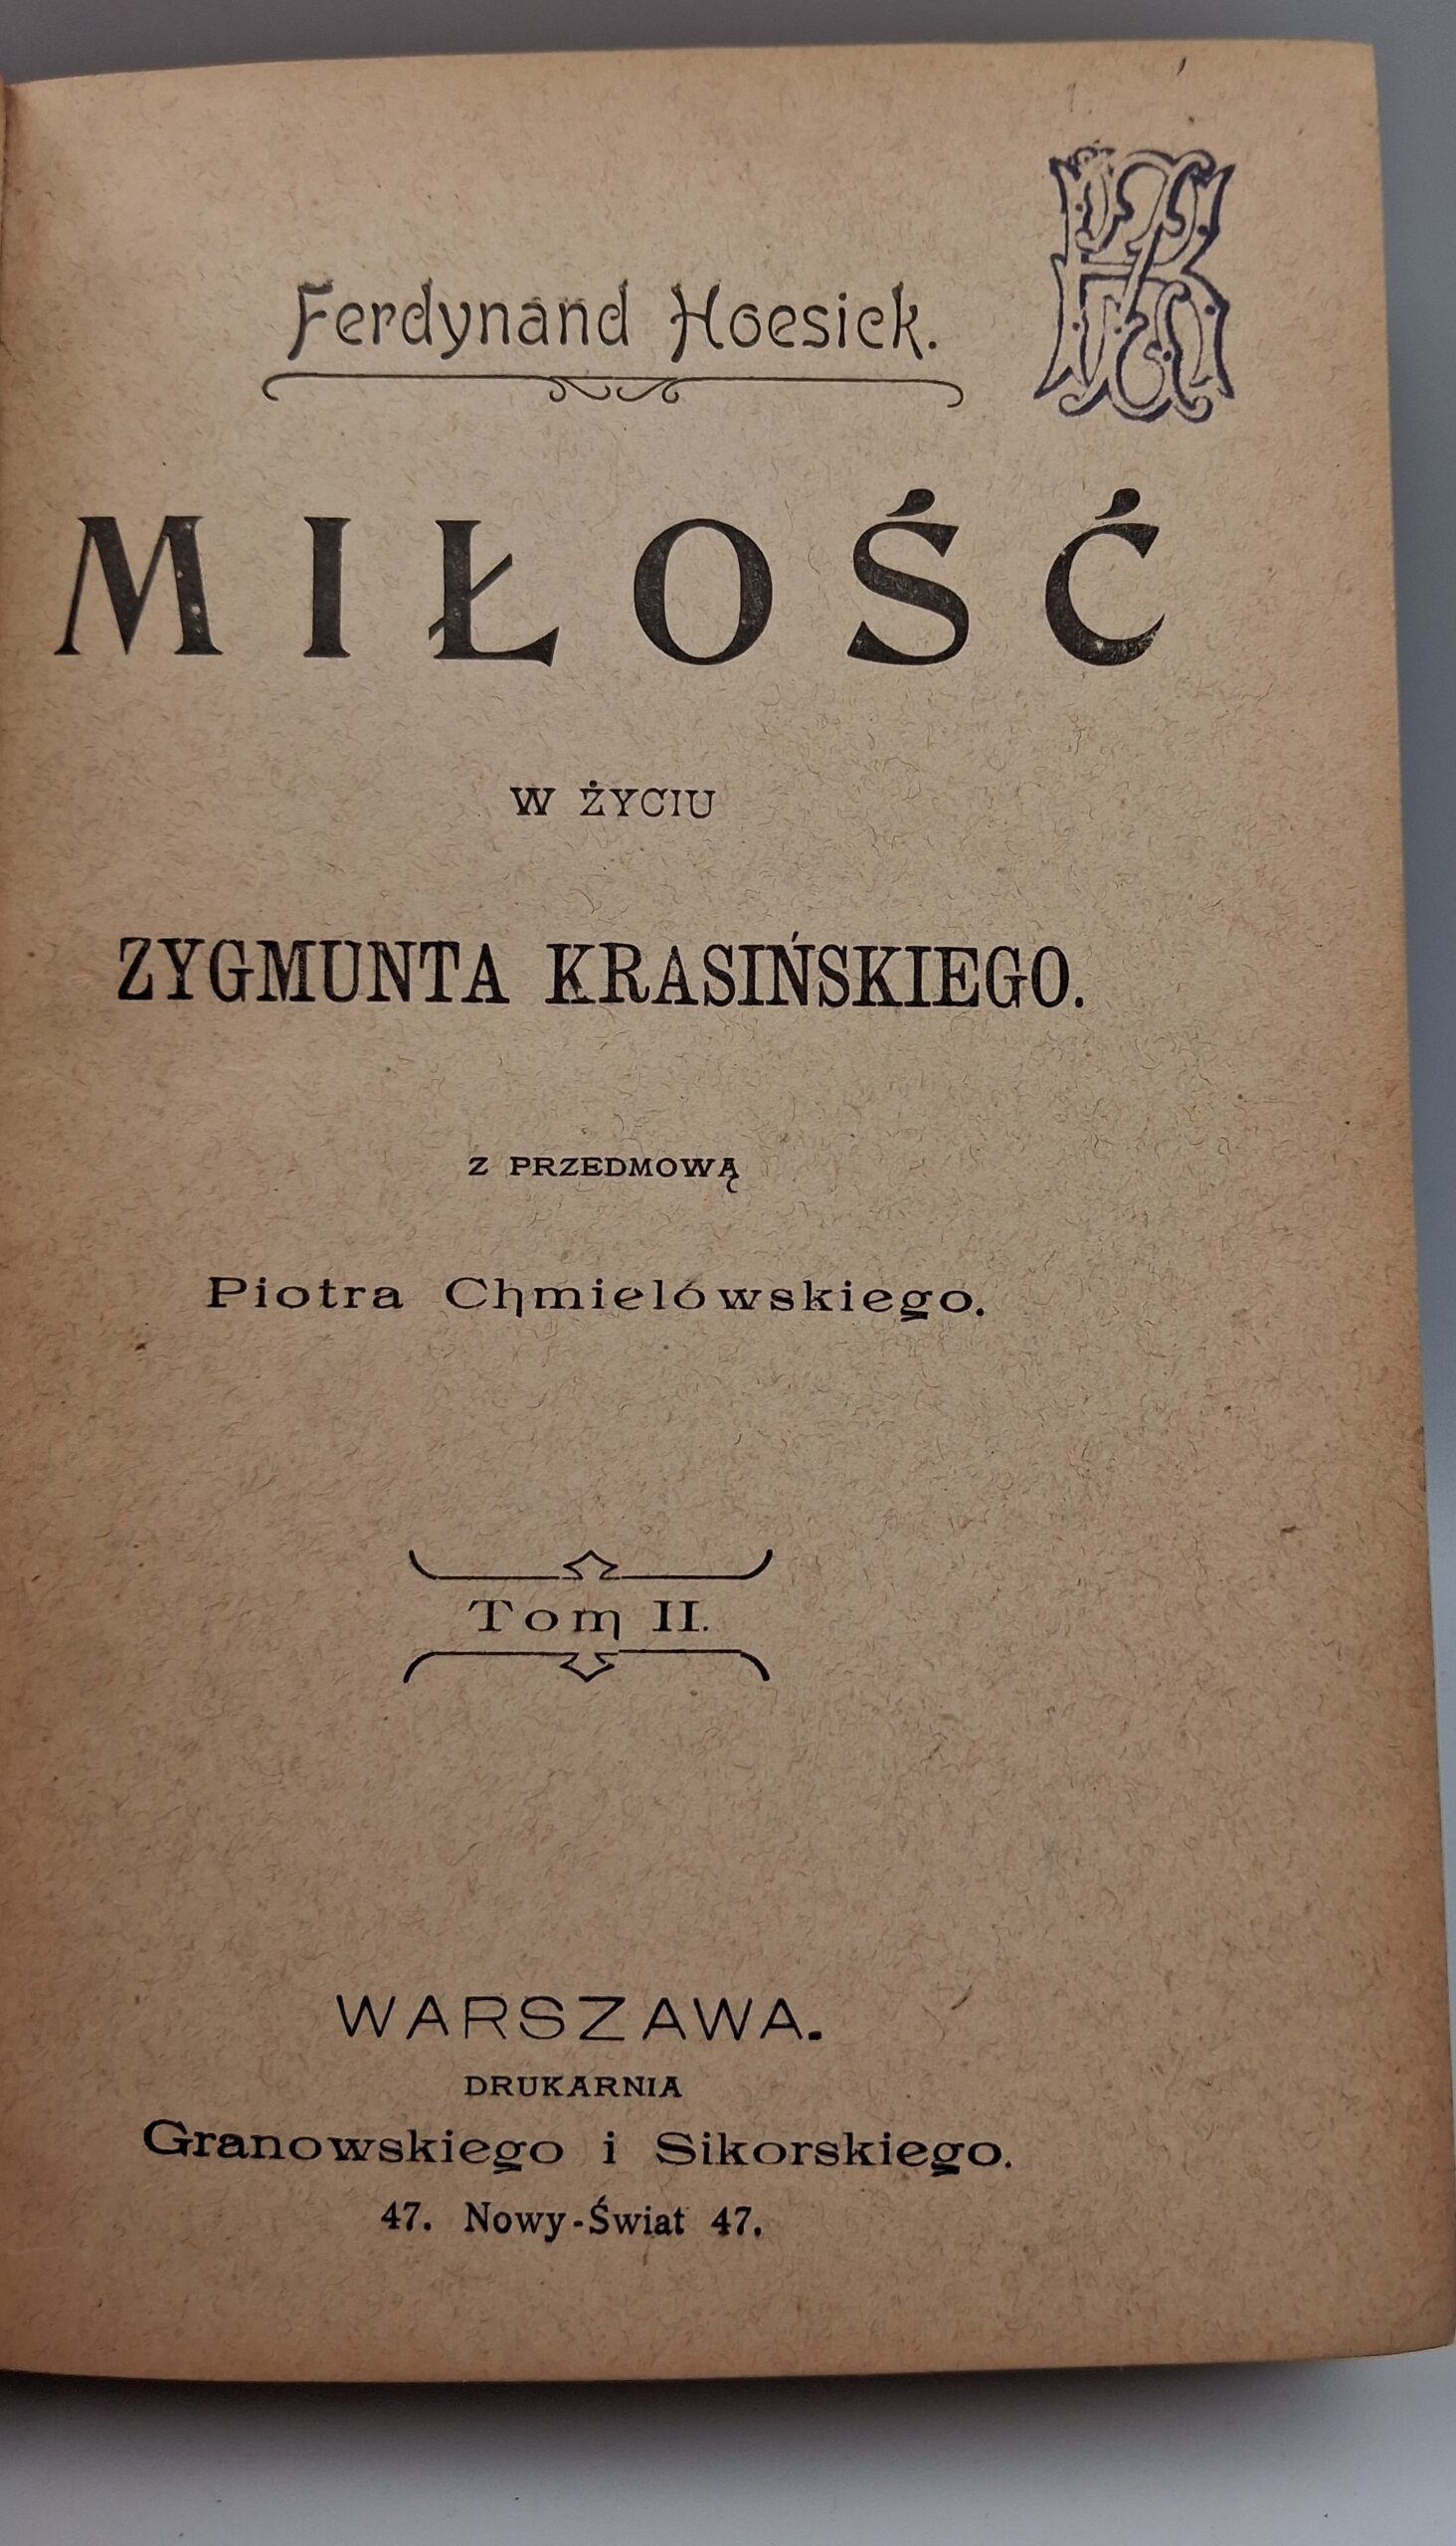 Ferdynand Hoesick.
MIŁOŚĆ
W ŻYCIU
ZYGMUNTA KRASIŃSKIEGO.
Z PRZEDMOWĄ
Piotra Chmielówskiego.
Tom II.
WARSZAWA.
DRUKARNIA
Granowskiego i Sikorskiego.
47. Nowy-Świat 47.